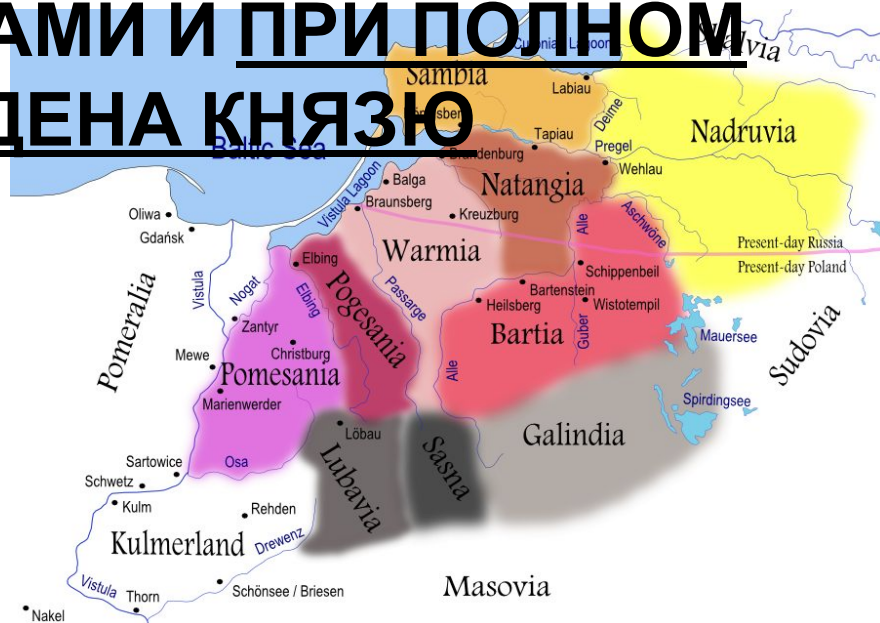 АМИ И ПРИ ПОЛНОМ
ДЕНА КНЯЗЮ
Curonian Lagoon
Sambia
Labiau
Deime
Nadruvia
Baltic Sea
Tapiau
Pregel
Brandenburg
Wehlau
Balga
Natangia
Vistula Lagoon
Braunsberg
Kreuzburg
Alle
Aschwöne
Oliwa
Gdańsk
Warmia
Present-day Russia
Present-day Poland
Elbing
Schippenbeil
Vistula
Nogat
Elbing
Pogesania
Passarge
Bartenstein
Heilsberg
Wistotempil
Pomeralia
Zantyr
Bartia
Guber
Mauersee
Sudovia
Mewe
Christburg
Pomesania
Alle
Marienwerder
Spirdingsee
Löbau
Galindia
Sartowice
Osa
Lubavia
Sasna
Schwetz
Kulm
Rehden
Kulmerland
Drewenz
Masovia
Vistula
Thorn
Schönsee / Briesen
Nakel